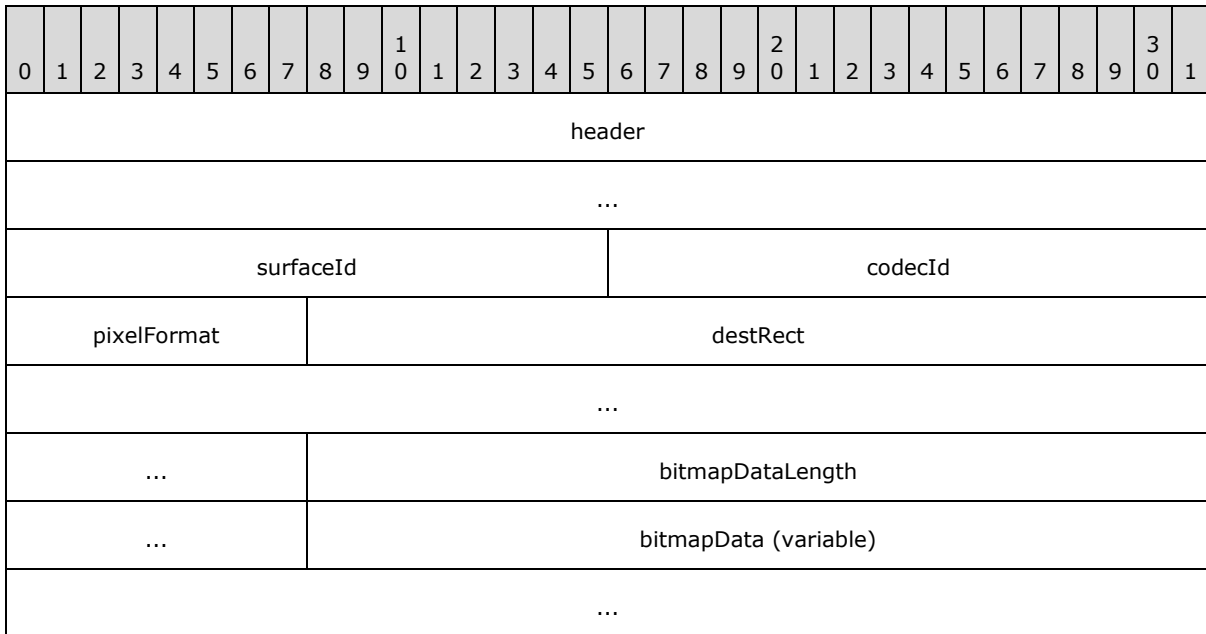 0 1 2 3 4 5 6 7 8 9 1 0 1 2 3 4 5 6 7 8 9 2 0 1 2 3 4 5 6 7 8 9 3 0 1
header
...
surfaceId codecId
pixelFormat destRect
...
... bitmapDataLength
... bitmapData (variable)
...